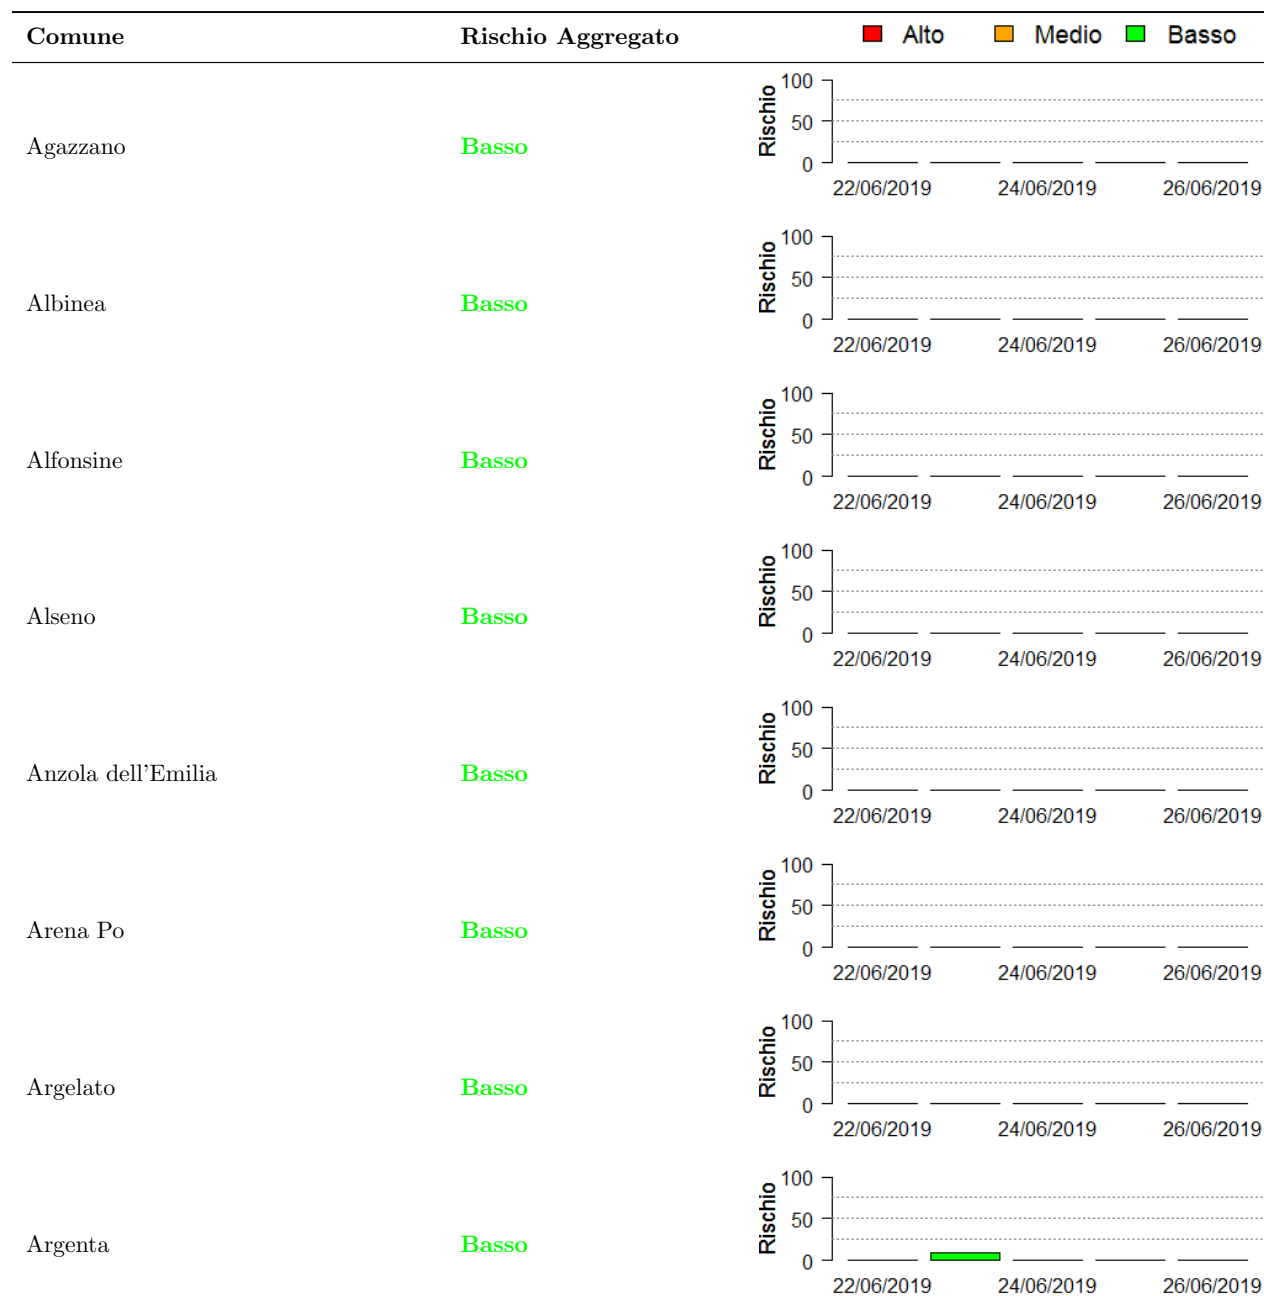 Comune Rischio Aggregato Alto Medio Basso
100
50
0
Rischio
Agazzano Basso
22/06/2019 24/06/2019 26/06/2019
100
50
0
Rischio
Albinea Basso
22/06/2019 24/06/2019 26/06/2019
100
50
0
Rischio
Alfonsine Basso
22/06/2019 24/06/2019 26/06/2019
100
50
0
Rischio
Alseno Basso
22/06/2019 24/06/2019 26/06/2019
100
50
0
Rischio
Anzola dell'Emilia Basso
22/06/2019 24/06/2019 26/06/2019
100
50
0
Rischio
Arena Po Basso
22/06/2019 24/06/2019 26/06/2019
100
50
0
Rischio
Argelato Basso
22/06/2019 24/06/2019 26/06/2019
100
50
0
Rischio
Argenta Basso
22/06/2019 24/06/2019 26/06/2019